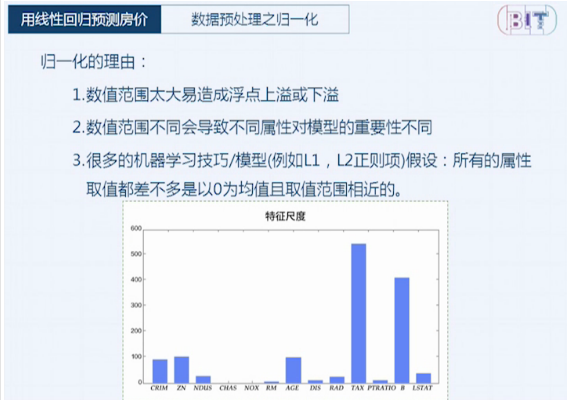 用线性回归预测房价 数据预处理之归一化 BIT
归一化的理由：
1.数值范围太大易造成浮点上溢或下溢
2.数值范围不同会导致不同属性对模型的重要性不同
3.很多的机器学习技巧/模型(例如L1，L2正则项)假设：所有的属性
取值都差不多是以0为均值且取值范围相近的。
特征尺度
600
500
400
300
200
100
0
CRIM ZN NDUS CHAS NOX RM AGE DIS RAD TAX PTRATIO B LSTAT